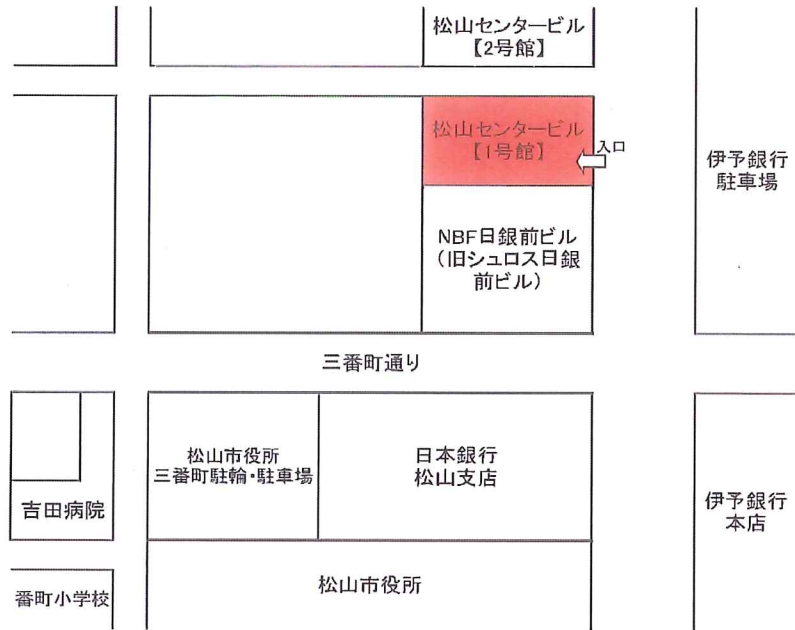 松山センタービル
【2号館】
松山センタービル
【1号館】
入口
伊予銀行
駐車場
NBF日銀前ビル
(旧シュロス日銀
前ビル)
三番町通り
松山市役所
三番町駐輪・駐車場
日本銀行
松山支店
吉田病院
伊予銀行
本店
番町小学校
松山市役所